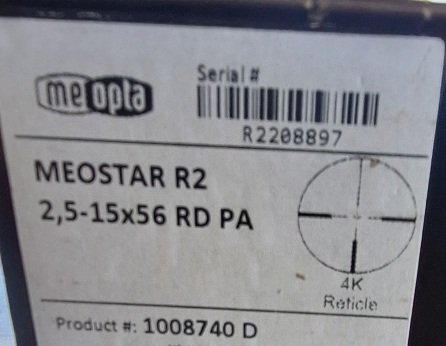 meopta
Serial #
R2208897
MEOSTAR R2
2,5-15x56 RD PA
4K
Reticle
Product #: 1008740 D